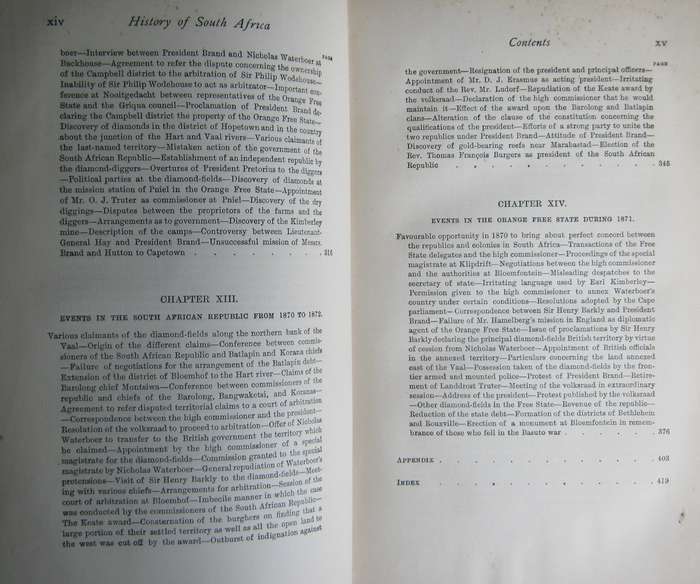 xiv History of South Africa
PAGE
boer—Interview between President Brand and Nicholas Waterboer at
Backhouse—Agreement to refer the dispute concerning the ownership
of the Campbell district to the arbitration of Sir Philip Wodehouse—
Inability of Sir Philip Wodehouse to act as arbitrator—Important con-
ference at Nooitgedacht between representatives of the Orange Free
State and the Griqua council—Proclamation of President Brand de-
claring the Campbell district the property of the Orange Free State—
Discovery of diamonds in the district of Hopetown and in the country
about the junction of the Hart and Vaal rivers—Various claimants of
the last-named territory—Mistaken action of the government of the
South African Republic—Establishment of an independent republic by
the diamond-diggers—Overtures of President Pretorius to the diggers
—Political parties at the diamond-fields—Discovery of diamonds at
the mission station of Pniel in the Orange Free State—Appointment
of Mr. O. J. Truter as commissioner at Pniel—Discovery of the dry
diggings—Disputes between the proprietors of the farms and the
diggers—Arrangements as to government—Discovery of the Kimberley
mine—Description of the camps—Controversy between Lieutenant-
General Hay and President Brand—Unsuccessful mission of Messrs.
Brand and Hutton to Capetown . . . . . . . . 316
CHAPTER XIII.
EVENTS IN THE SOUTH AFRICAN REPUBLIC FROM 1870 TO 1872.
Various claimants of the diamond-fields along the northern bank of the
Vaal—Origin of the different claims—Conference between commis-
sioners of the South African Republic and Batlapin and Korana chiefs
—Failure of negotiations for the arrangement of the Batlapin debt—
Extension of the district of Bloemhof to the Hart river—Claims of the
Barolong chief Montsiwa—Conference between commissioners of the
republic and chiefs of the Barolong, Bangwaketsi, and Koranas—
Agreement to refer disputed territorial claims to a court of arbitration
—Correspondence between the high commissioner and the president—
Resolution of the volksraad to proceed to arbitration—Offer of Nicholas
Waterboer to transfer to the British government the territory which
he claimed—Appointment by the high commissioner of a special
magistrate for the diamond-fields—Commission granted to the special
magistrate by Nicholas Waterboer—General repudiation of Waterboer's
pretensions—Visit of Sir Henry Barkly to the diamond-fields—Meet-
ing with various chiefs—Arrangements for arbitration—Session of the
court of arbitration at Bloemhof—Imbecile manner in which the case
was conducted by the commissioners of the South African Republic—
The Keate award—Consternation of the burghers on finding that a
large portion of their settled territory as well as all the open land to
the west was cut off by the award—Outburst of indignation against
Contents xv
PAGE
the government—Resignation of the president and principal officers—
Appointment of Mr. D. J. Erasmus as acting president—Irritating
conduct of the Rev. Mr. Ludorf—Repudiation of the Keate award by
the volksraad—Declaration of the high commissioner that he would
maintain it—Effect of the award upon the Barolong and Batlapin
clans—Alteration of the clause of the constitution concerning the
qualifications of the president—Efforts of a strong party to unite the
two republics under President Brand—Attitude of President Brand—
Discovery of gold-bearing reefs near Marabastad—Election of the
Rev. Thomas François Burgers as president of the South African
Republic . . . . . . . . . . 346
CHAPTER XIV.
EVENTS IN THE ORANGE FREE STATE DURING 1871.
Favourable opportunity in 1870 to bring about perfect concord between
the republics and colonies in South Africa—Transactions of the Free
State delegates and the high commissioner—Proceedings of the special
magistrate at Klipdrift—Negotiations between the high commissioner
and the authorities at Bloemfontein—Misleading despatches to the
secretary of state—Irritating language used by Earl Kimberley—
Permission given to the high commissioner to annex Waterboer's
country under certain conditions—Resolutions adopted by the Cape
parliament—Correspondence between Sir Henry Barkly and President
Brand—Failure of Mr. Hamelberg's mission in England as diplomatic
agent of the Orange Free State—Issue of proclamations by Sir Henry
Barkly declaring the principal diamond-fields British territory by virtue
of cession from Nicholas Waterboer—Appointment of British officials
in the annexed territory—Particulars concerning the land annexed
east of the Vaal—Possession taken of the diamond-fields by the fron-
tier armed and mounted police—Protest of President Brand—Retire-
ment of Landdrost Truter—Meeting of the volksraad in extraordinary
session—Address of the president—Protest published by the volksraad
—Other diamond-fields in the Free State—Revenue of the republic—
Reduction of the state debt—Formation of the districts of Bethlehem
and Rouxville—Erection of a monument at Bloemfontein in remem-
brance of those who fell in the Basuto war . . . . . . 376
APPENDIX . . . . . . . . . . 403
INDEX . . . . . . . . . . 419